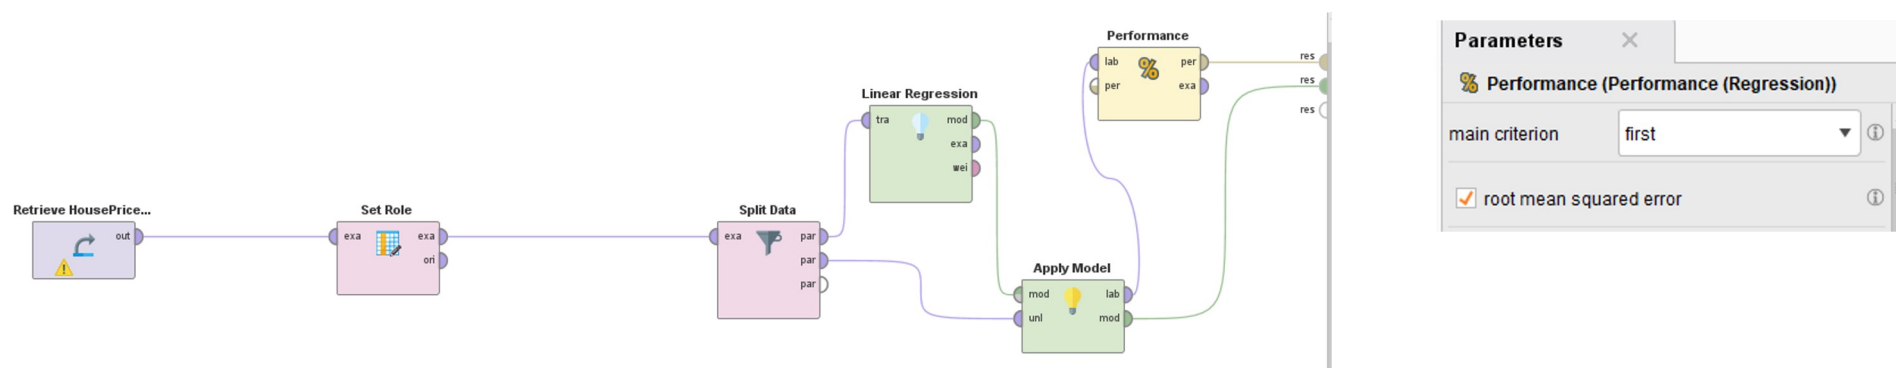 Retrieve HousePrice...
out
Set Role
exa
exa
ori
Split Data
exa
par
par
par
Linear Regression
tra
mod
exa
wei
Apply Model
mod
lab
unl
mod
Performance
%
lab
per
per
exa
res
res
res
Parameters
% Performance (Performance (Regression))
main criterion
first
root mean squared error